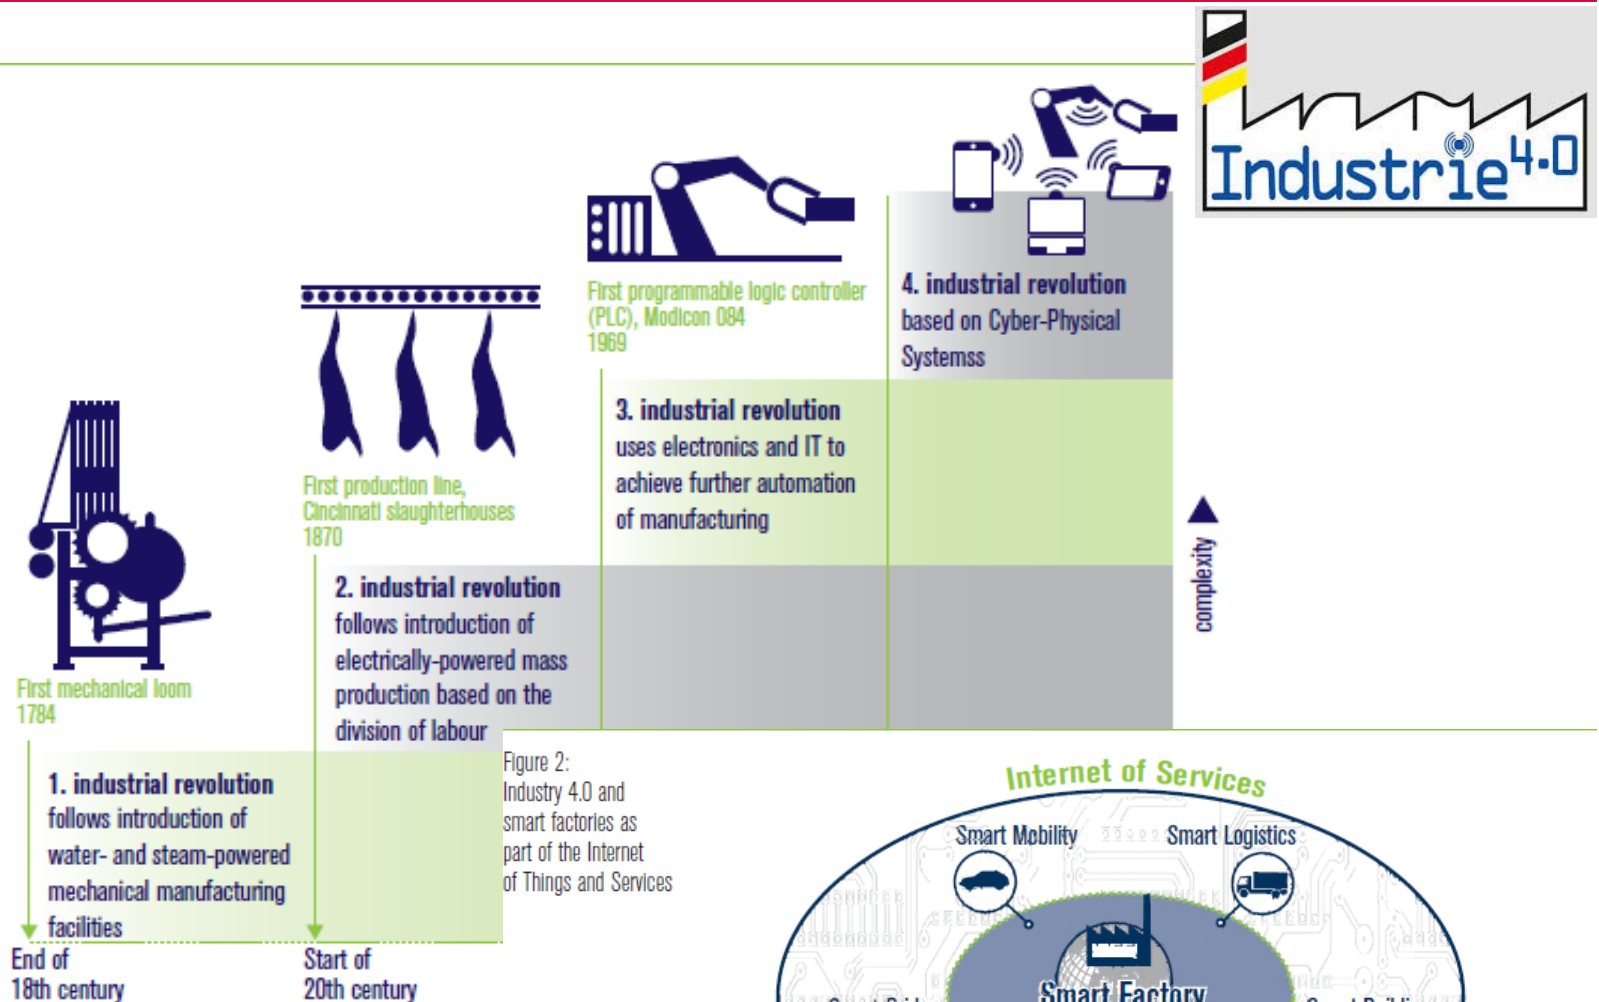 Industrie 4.0
First programmable logic controller
(PLC), Modicon 084
1969
4. industrial revolution
based on Cyber-Physical
Systemss
3. industrial revolution
uses electronics and IT to
achieve further automation
of manufacturing
First production line,
Cincinnati slaughterhouses
1870
complexity
2. industrial revolution
follows introduction of
electrically-powered mass
production based on the
division of labour
First mechanical loom
1784
1. industrial revolution
follows introduction of
water- and steam-powered
mechanical manufacturing
facilities
End of
18th century
Start of
20th century
Figure 2:
Industry 4.0 and
smart factories as
part of the Internet
of Things and Services
Internet of Services
Smart Mobility
Smart Logistics
Smart Factory